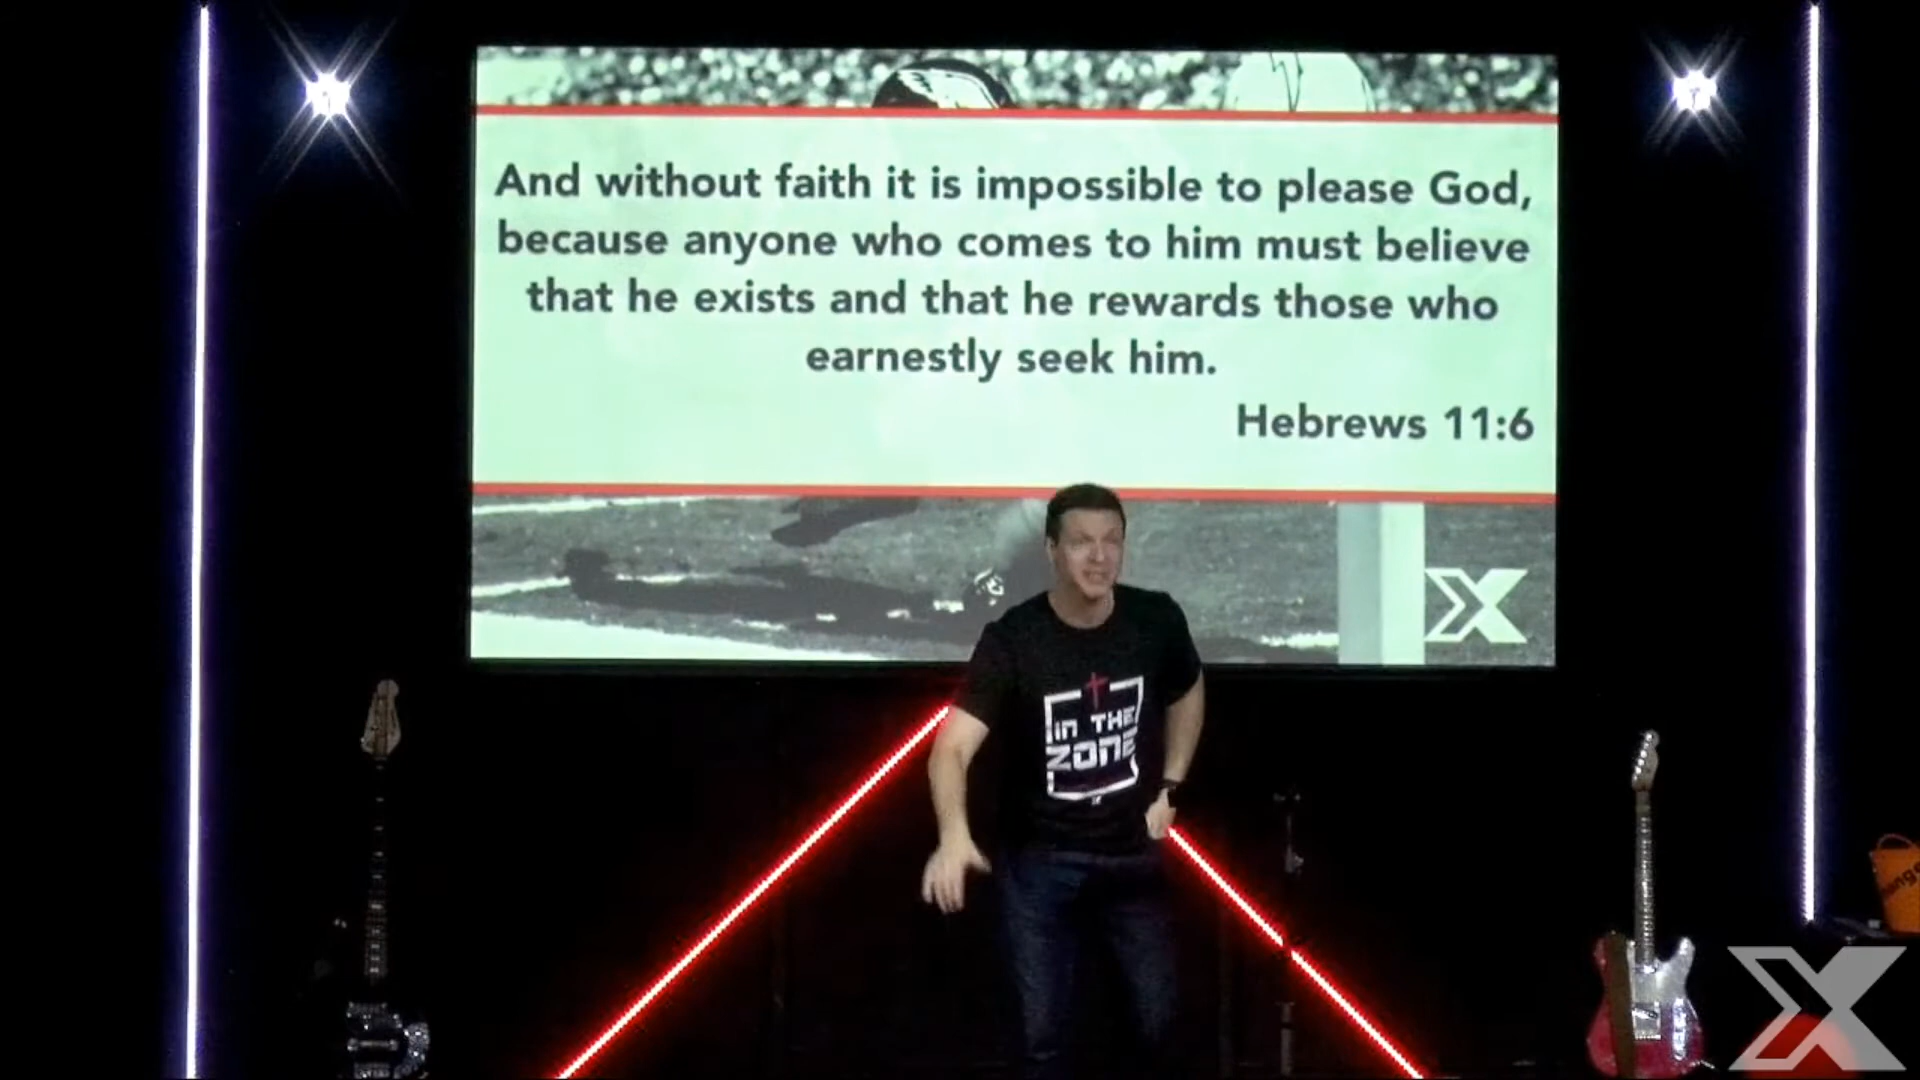 And without faith it is impossible to please God,
because anyone who comes to him must believe
that he exists and that he rewards those who
earnestly seek him.
Hebrews 11:6
X
in THE
ZONE
X